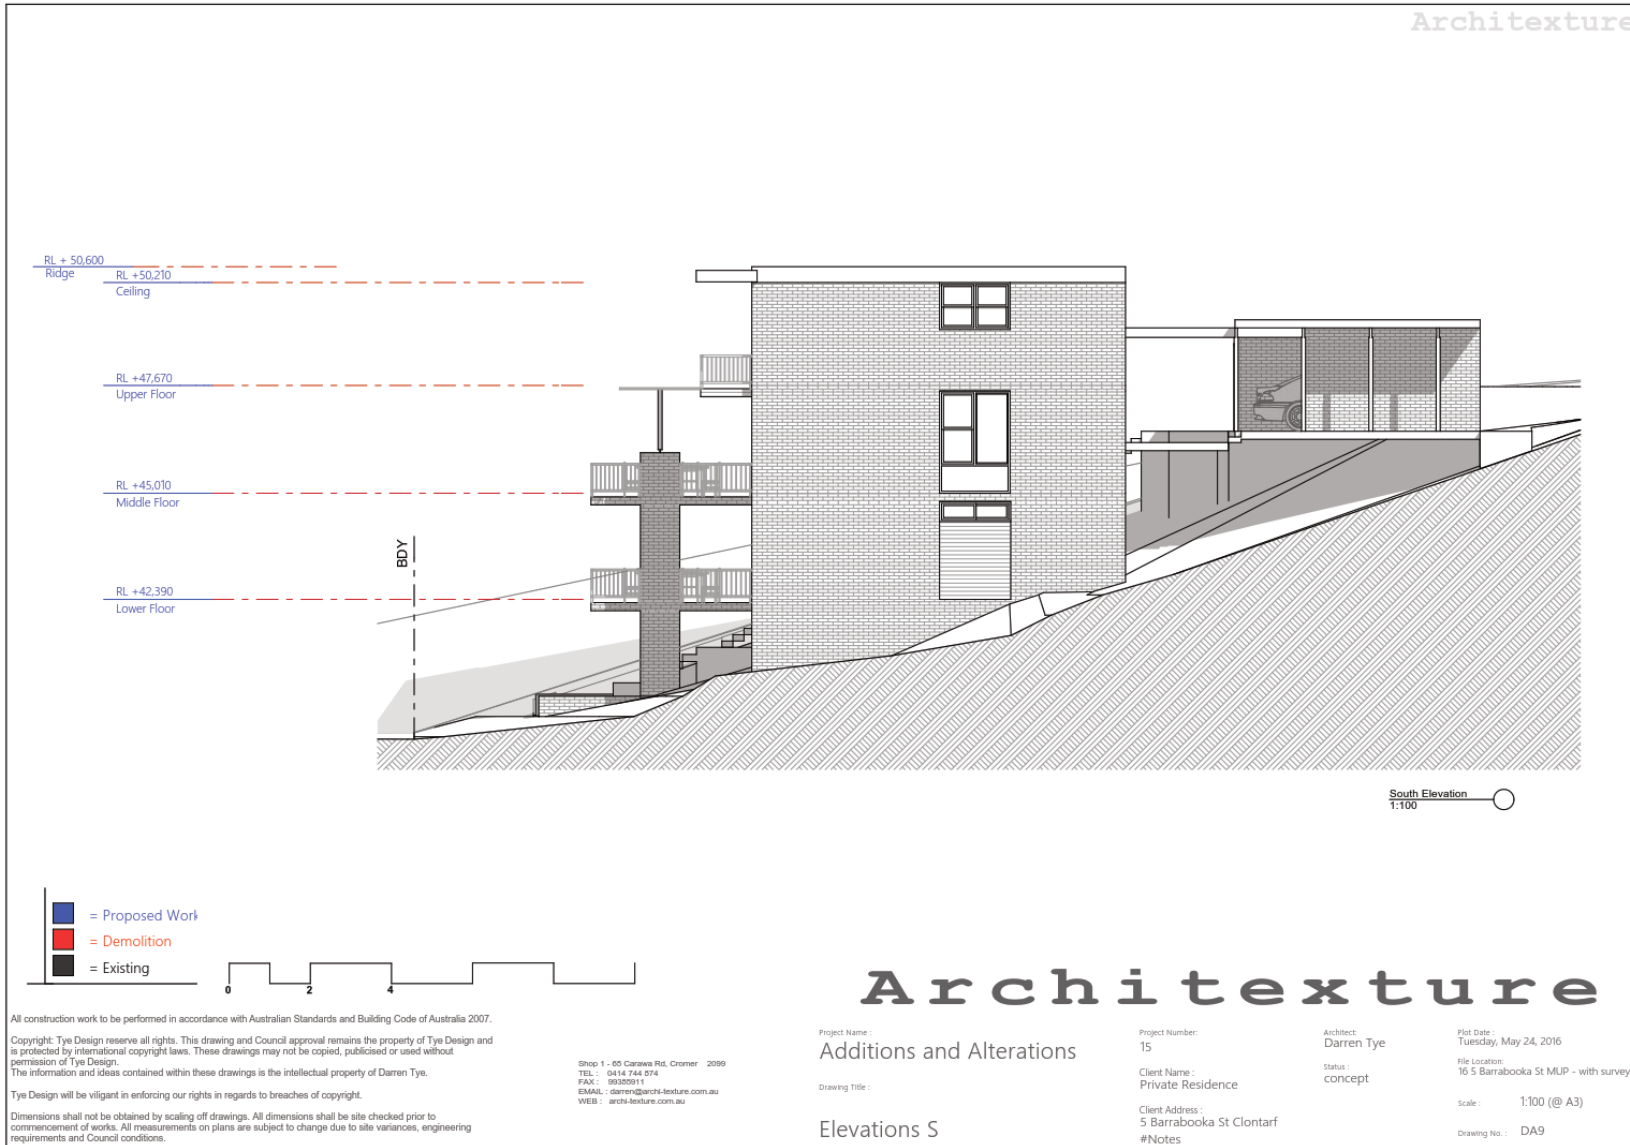 Architexture
RL + 50,600
Ridge
RL +50,210
Ceiling
RL +47,670
Upper Floor
RL +45,010
Middle Floor
BDY
RL +42,390
Lower Floor
South Elevation
1:100
= Proposed Work
= Demolition
= Existing
0 2 4
Architexture
All construction work to be performed in accordance with Australian Standards and Building Code of Australia 2007.
Copyright: Tye Design reserve all rights. This drawing and Council approval remains the property of Tye Design and
is protected by international copyright laws. These drawings may not be copied, publicised or used without
permission of Tye Design.
The information and ideas contained within these drawings is the intellectual property of Darren Tye.
Tye Design will be viligant in enforcing our rights in regards to breaches of copyright.
Dimensions shall not be obtained by scaling off drawings. All dimensions shall be site checked prior to
commencement of works. All measurements on plans are subject to change due to site variances, engineering
requirements and Council conditions.
Shop 1 - 65 Carawa Rd, Cromer 2099
TEL : 0414 744 874
FAX : 99388911
EMAIL : darren@archi-texture.com.au
WEB : archi-texture.com.au
Project Name :
Additions and Alterations
Drawing Title :
Elevations S
Project Number:
15
Client Name :
Private Residence
Client Address :
5 Barrabooka St Clontarf
#Notes
Architect:
Darren Tye
Status :
concept
Plot Date :
Tuesday, May 24, 2016
File Location:
16 5 Barrabooka St MUP - with survey
Scale : 1:100 (@ A3)
Drawing No. : DA9